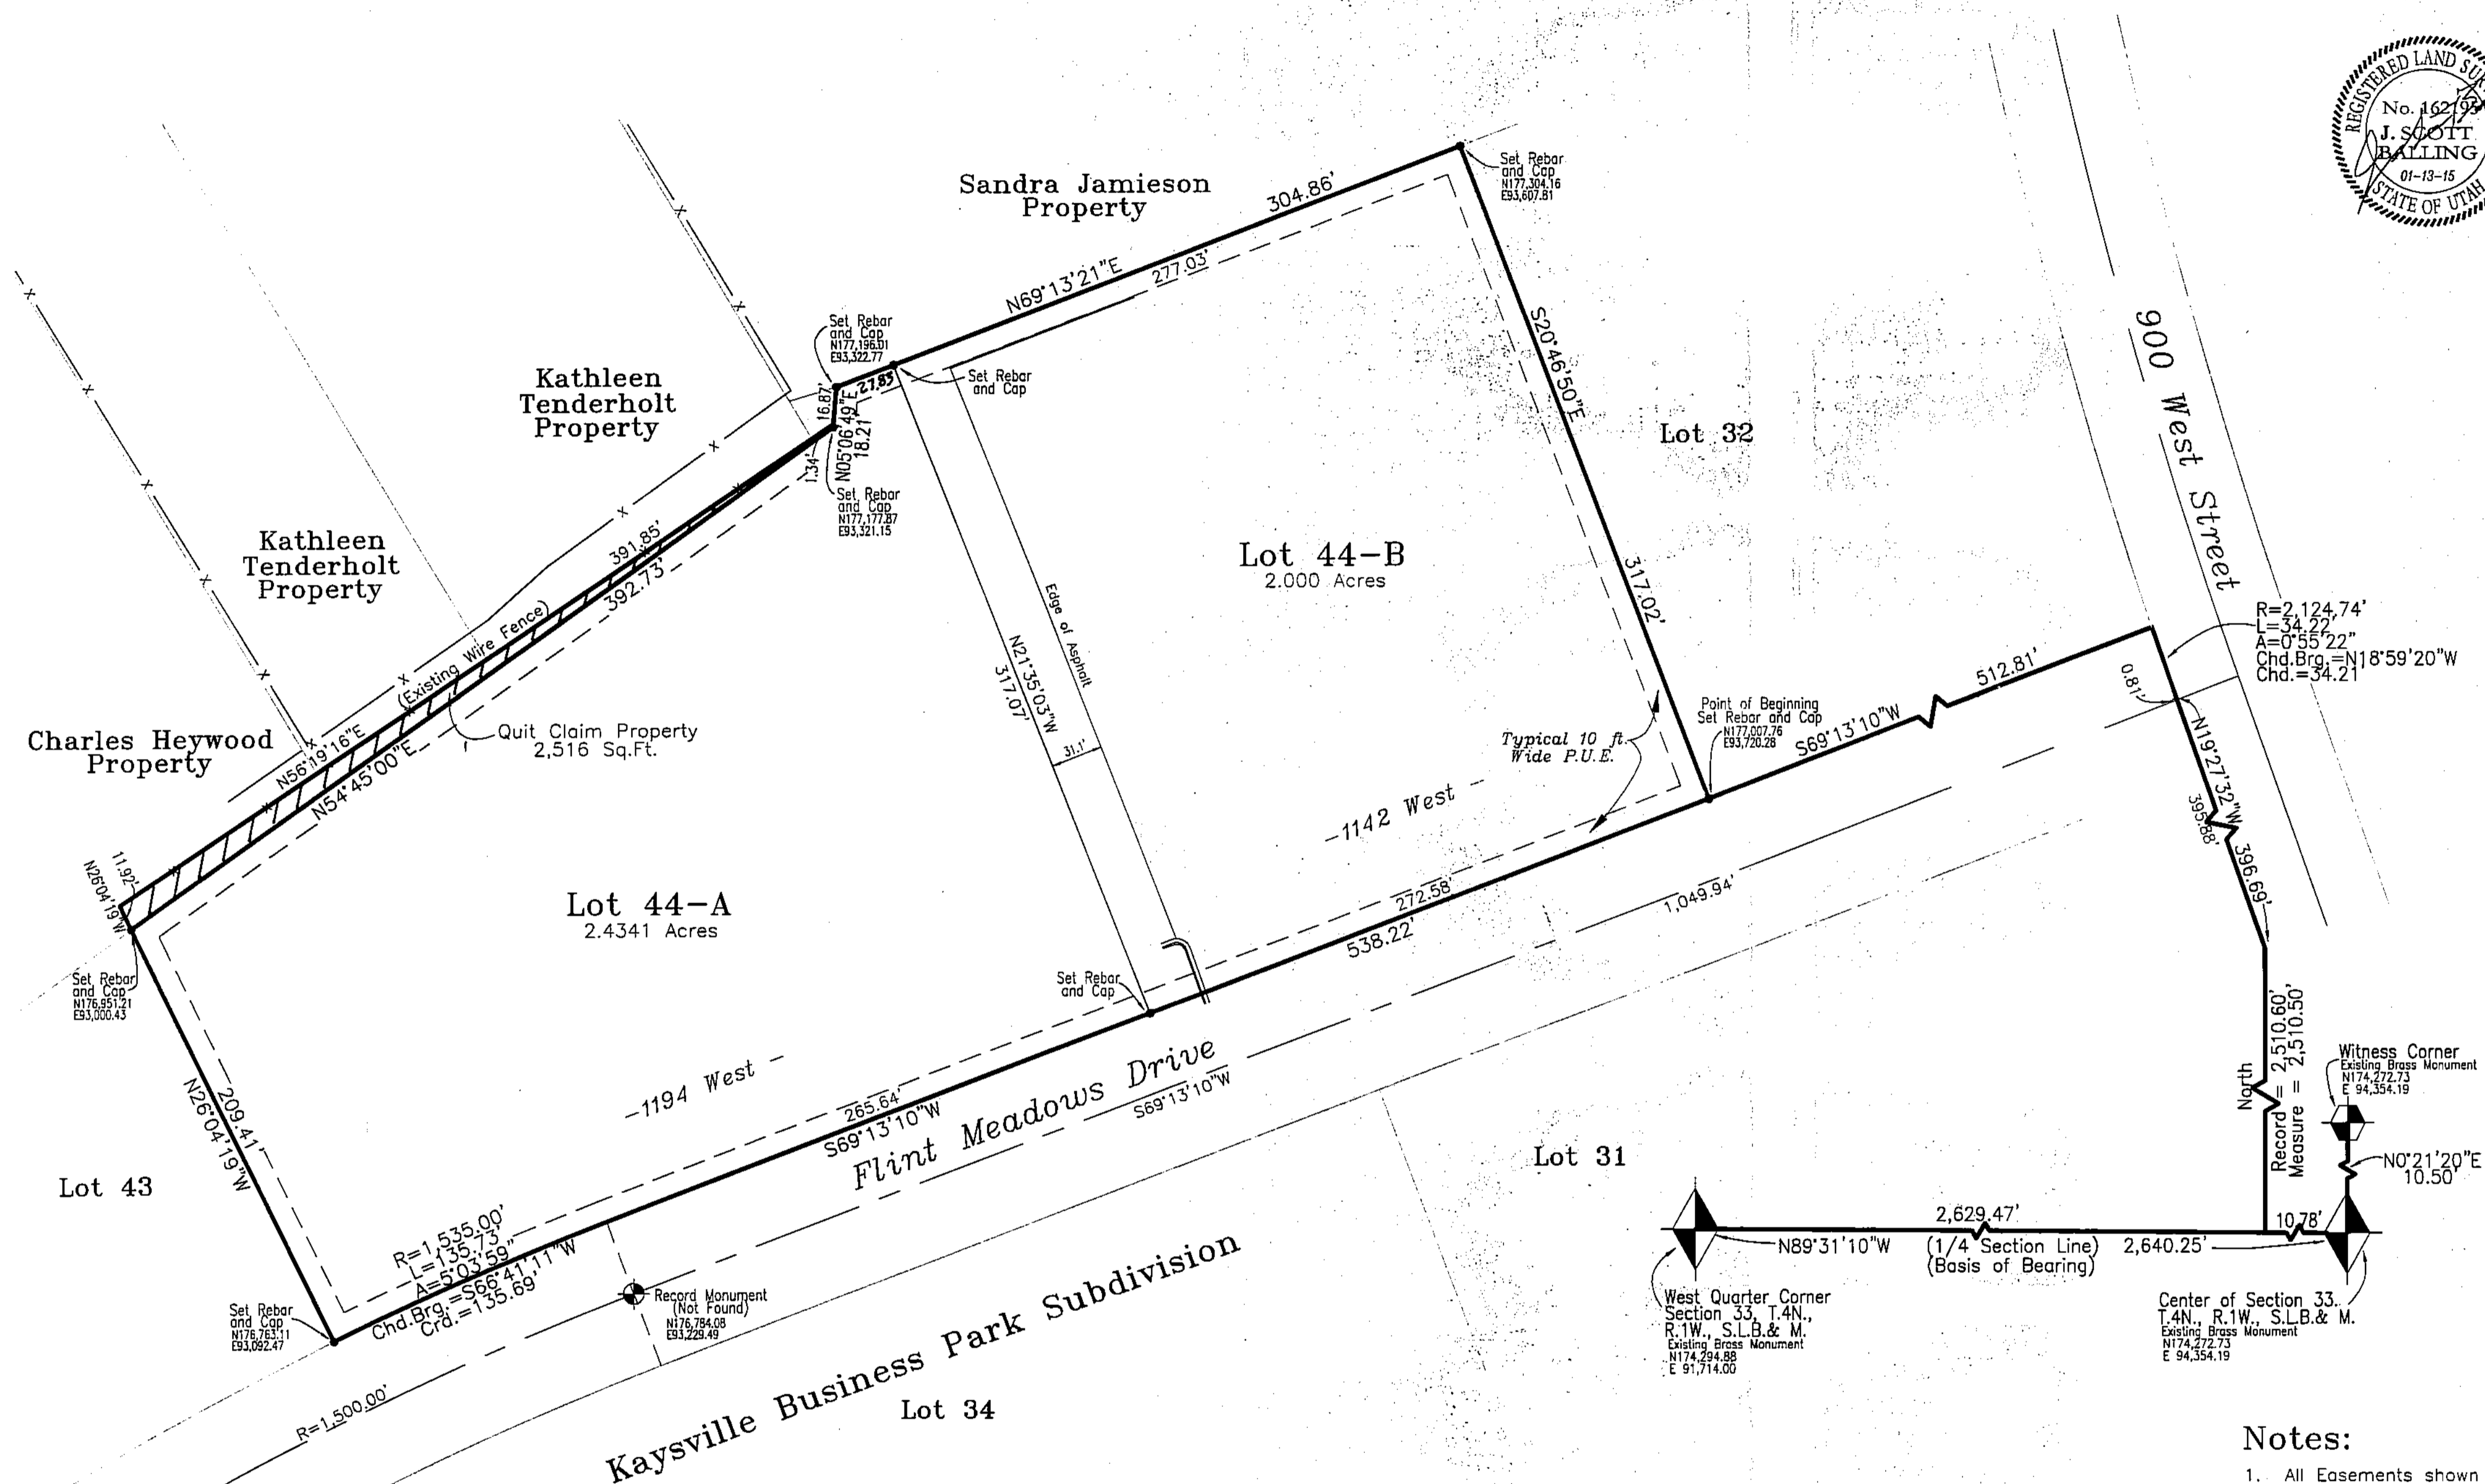 REGISTERED LAND SUR
No. 162195
J. SCOTT
BALLING
01-13-15
STATE OF UTAH
Sandra Jamieson
Property
304.86'
Set Rebar
and Cap
N177,304.16
E93,607.81
N69°13'21"E
277.03'
Set Rebar
and Cap
N177,196.01
E93,322.77
27.83'
Set Rebar
and Cap
16.87'
N05°06'49"E
18.21'
1.34'
Set Rebar
and Cap
N177,177.87
E93,321.15
Kathleen
Tenderholt
Property
Kathleen
Tenderholt
Property
S20°46'50"E
317.02'
Lot 32
900 West Street
391.85'
392.73'
(Existing Wire Fence)
N56°19'16"E
N54°45'00"E
Quit Claim Property
2,516 Sq.Ft.
Charles Heywood
Property
Lot 44-B
2.000 Acres
Edge of Asphalt
N21°35'03"W
317.07'
31.1'
R=2,124.74'
L=34.22'
A=0°55'22"
Chd.Brg.=N18°59'20"W
Chd.=34.21'
512.81'
0.81'
S69°13'10"W
Point of Beginning
Set Rebar and Cap
N177,007.76
E93,720.28
Typical 10 ft.
Wide P.U.E.
N19°27'32"W
395.88'
396.69'
-1142 West -
272.58'
538.22'
1,049.94'
11.92'
N26°04'19"W
Lot 44-A
2.4341 Acres
Set Rebar
and Cap
N176,951.21
E93,000.43
Set Rebar
and Cap
-1194 West -
265.64'
S69°13'10"W
Flint Meadows Drive
S69°13'10"W
209.41'
N26°04'19"W
Lot 43
North
Record = 2,510.60'
Measure = 2,510.50'
Witness Corner
Existing Brass Monument
N174,272.73
E 94,354.19
N0°21'20"E
10.50'
Lot 31
2,629.47'
10.78'
N89°31'10"W
(1/4 Section Line)
2,640.25'
(Basis of Bearing)
R=1,535.00'
L=135.73'
A=5°03'59"
Chd.Brg.=S66°41'11"W
Crd.=135.69'
Set Rebar
and Cap
N176,763.11
E93,092.47
Record Monument
(Not Found)
N176,784.08
E93,229.49
West Quarter Corner
Section 33, T.4N.,
R.1W., S.L.B.& M.
Existing Brass Monument
N174,294.88
E 91,714.00
Center of Section 33.
T.4N., R.1W., S.L.B.& M.
Existing Brass Monument
N174,272.73
E 94,354.19
R=1,500.00'
Kaysville Business Park Subdivision
Lot 34
Notes:
1. All Easements shown